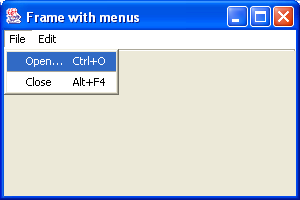 Frame with menus
File Edit
Open... Ctrl+O
Close Alt+F4